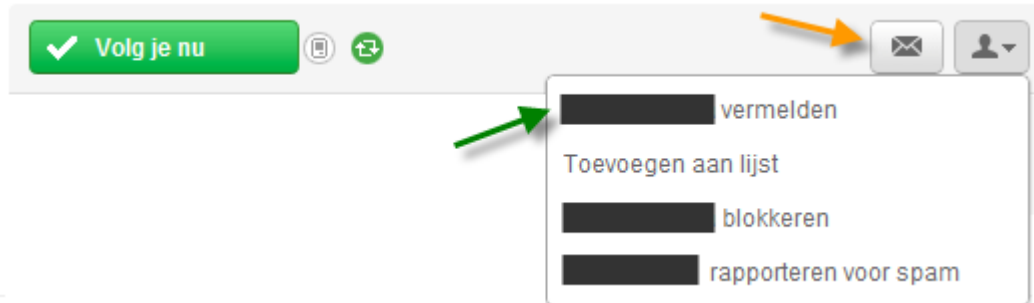 Volg je nu
vermelden
Toevoegen aan lijst
blokkeren
rapporteren voor spam